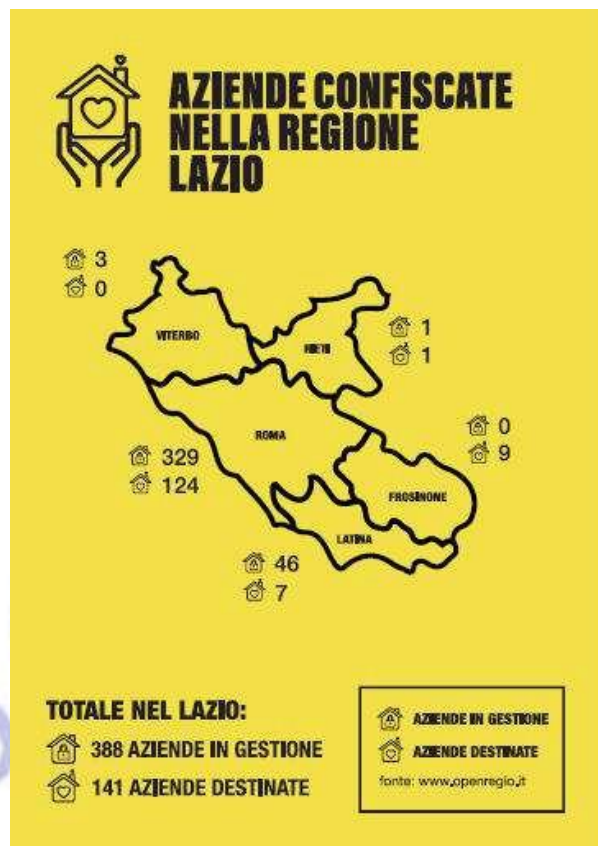 AZIENDE CONFISCATE
NELLA REGIONE
LAZIO
3
0
VITERBO
RIETI
1
1
ROMA
0
9
329
124
FROSINONE
LATINA
46
7
TOTALE NEL LAZIO:
388 AZIENDE IN GESTIONE
141 AZIENDE DESTINATE
AZIENDE IN GESTIONE
AZIENDE DESTINATE
fonte: www.openregio.it